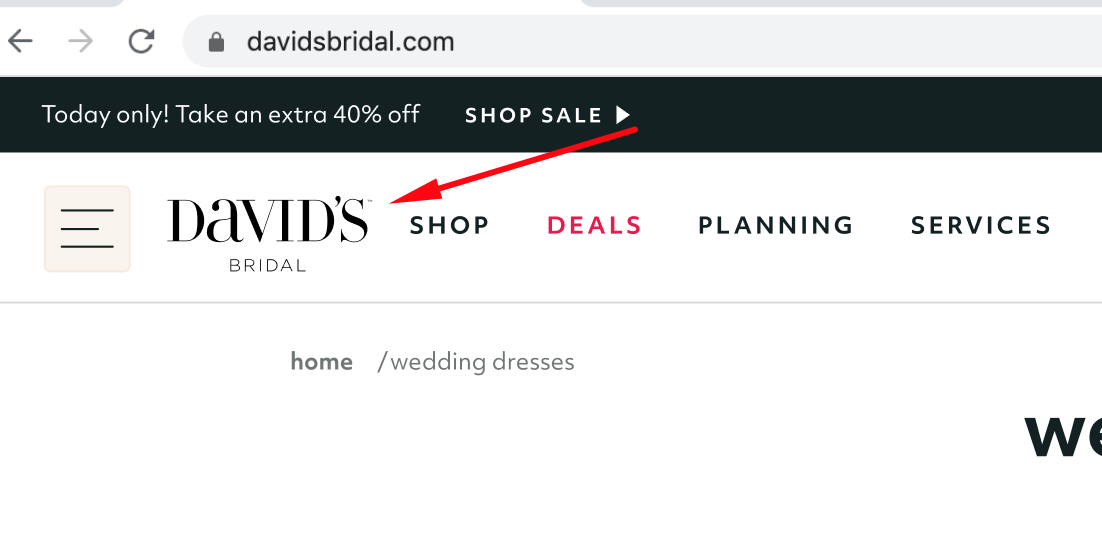 davidsbridal.com
Today only! Take an extra 40% off SHOP SALE
DAVID'S™ SHOP DEALS PLANNING SERVICES
BRIDAL
home /wedding dresses
we